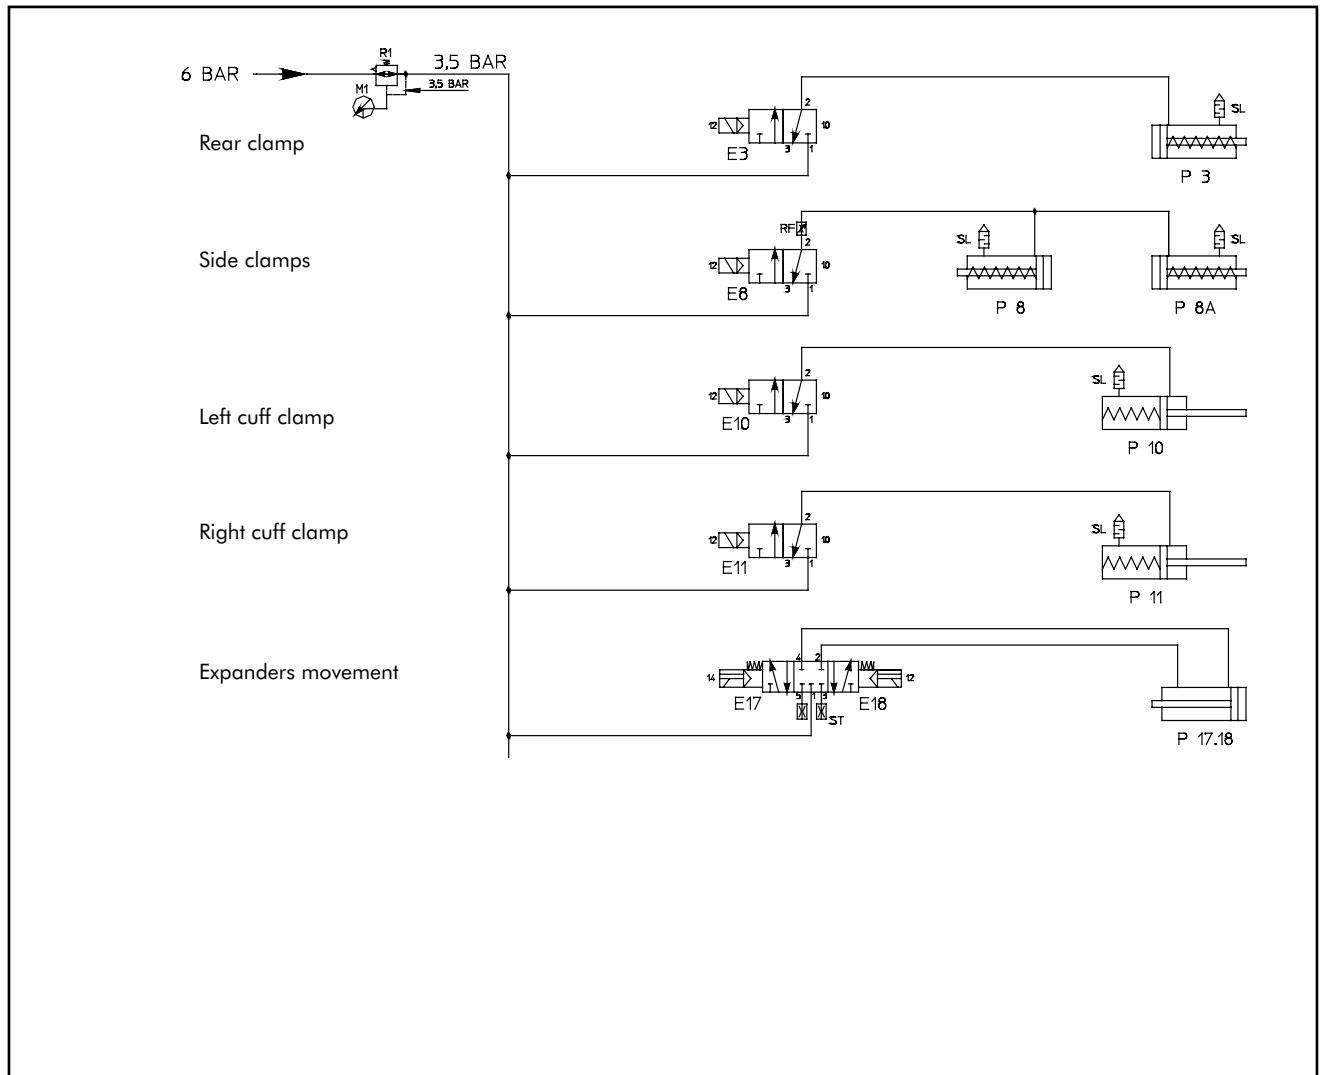 R1
6 BAR
3,5 BAR
3,5 BAR
M1
Rear clamp
2
12
10
3
1
E3
SL
P 3
Side clamps
RF
2
12
10
3
1
E8
SL
P 8
SL
P 8A
Left cuff clamp
2
12
10
3
1
E10
SL
P 10
Right cuff clamp
2
12
10
3
1
E11
SL
P 11
Expanders movement
4
2
14
12
5
1
3
E17
E18
ST
P 17.18